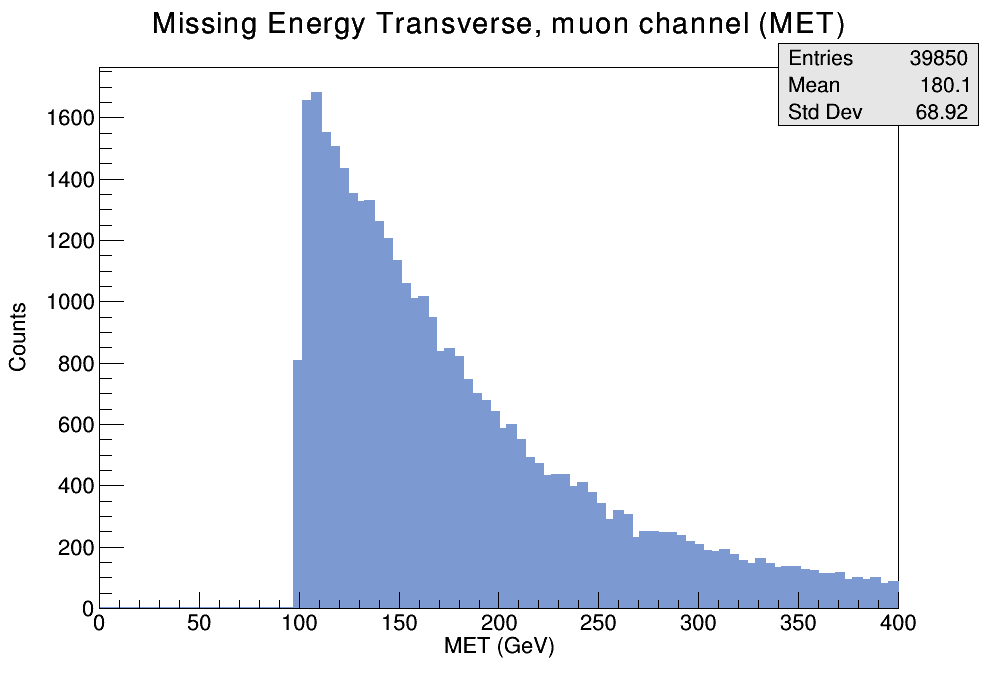 Missing Energy Transverse, muon channel (MET)
Entries 39850
Mean 180.1
Std Dev 68.92
1600
1400
1200
1000
800
600
400
200
0
Counts
0 50 100 150 200 250 300 350 400
MET (GeV)